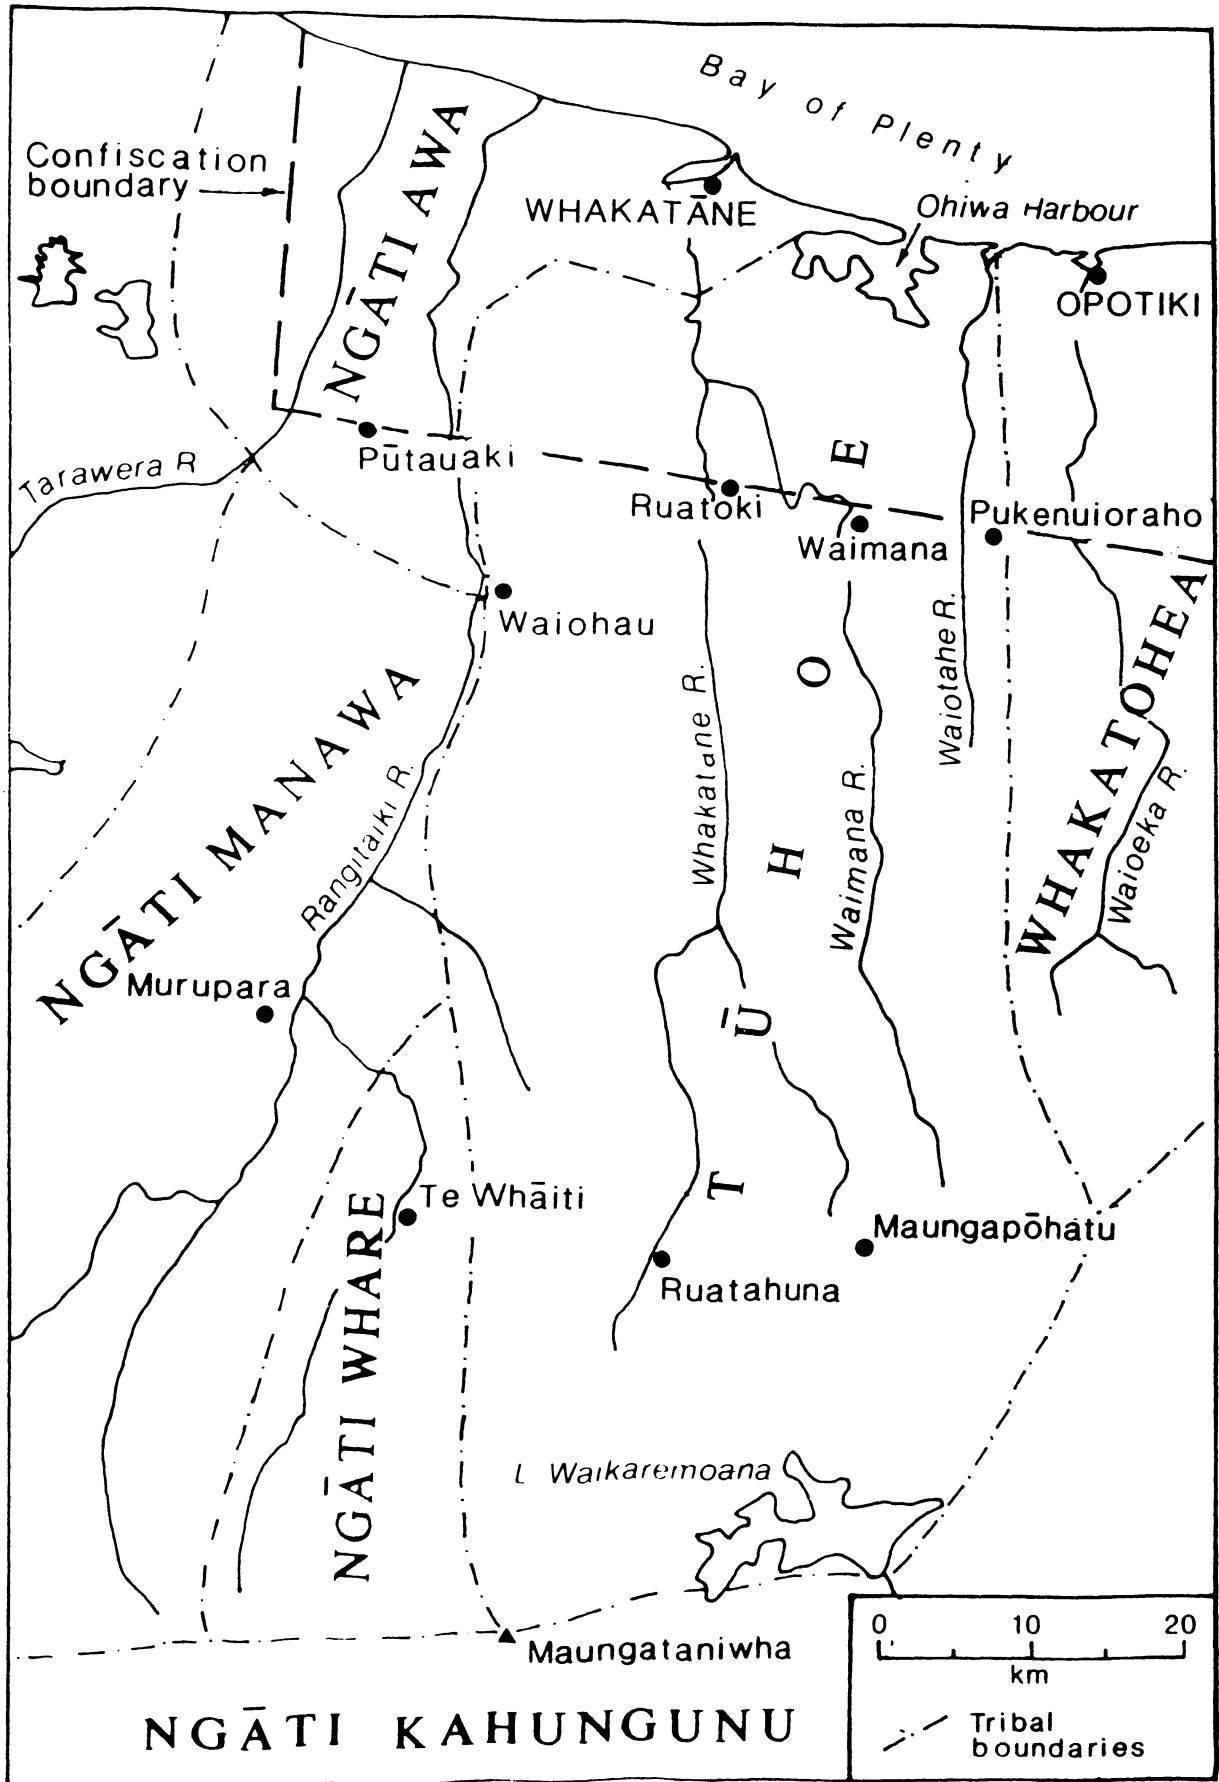 Bay of Plenty
Confiscation
boundary
NGĀTI AWA
WHAKATĀNE
Ohiwa Harbour
OPOTIKI
Tarawera R
Pūtauaki
Ruatoki
Waimana
Pukenuioraho
Waiohau
NGĀTI MANAWA
Rangitaiki R.
Whakatane R.
Waimana R.
Waiotahe R.
WHAKATOHEA
Waioeka R.
TŪHOE
Murupara
Te Whāiti
NGĀTI WHARE
Maungapōhatu
Ruatahuna
L Waikaremoana
Maungataniwha
NGĀTI KAHUNGUNU
0 10 20
km
Tribal
boundaries